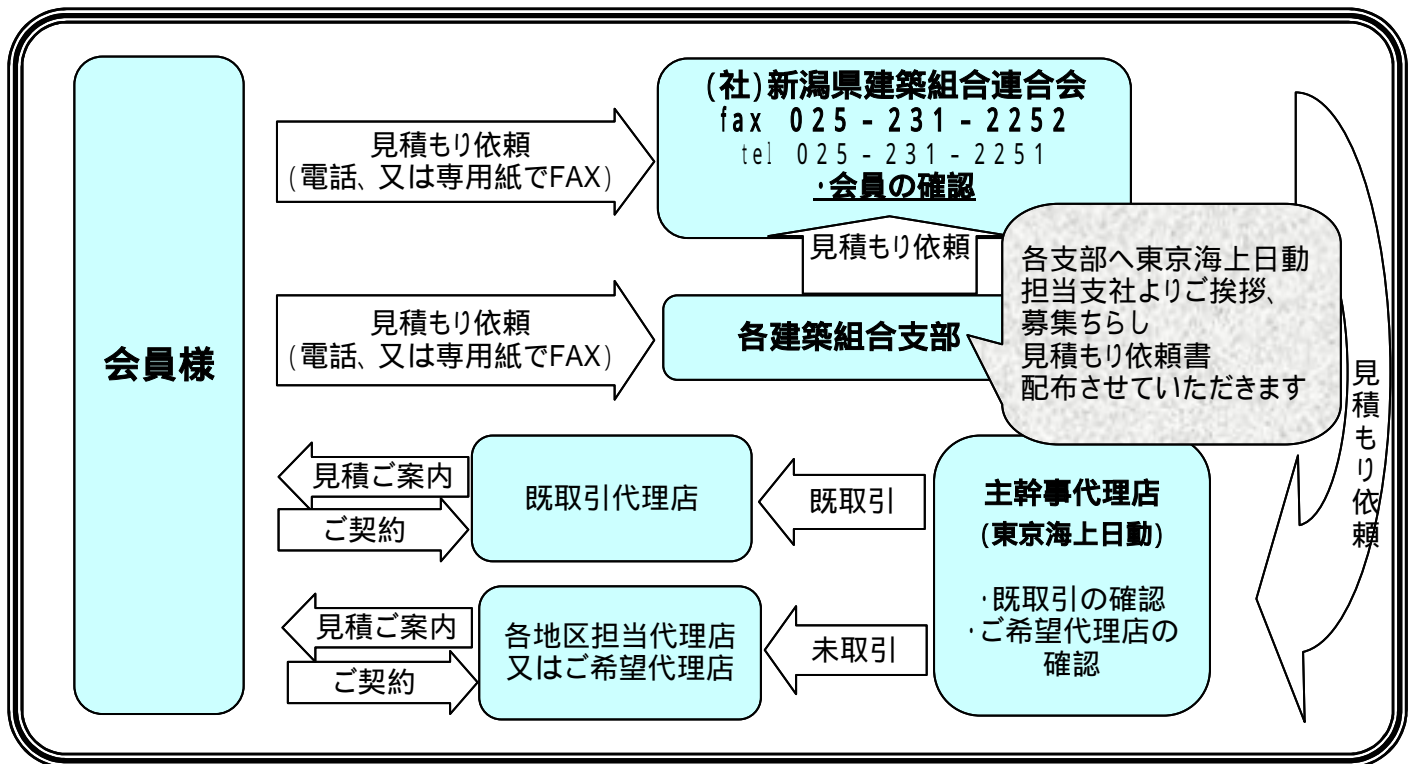 会員様
見積もり依頼
(電話、又は専用紙でFAX)
(社)新潟県建築組合連合会
fax 025-231-2252
tel 025-231-2251
・会員の確認
見積もり依頼
見積もり依頼
(電話、又は専用紙でFAX)
各建築組合支部
各支部へ東京海上日動
担当支社よりご挨拶、
募集ちらし
見積もり依頼書
配布させていただきます
見積もり依頼
主幹事代理店
(東京海上日動)
・既取引の確認
・ご希望代理店の
確認
既取引
既取引代理店
見積ご案内
ご契約
未取引
各地区担当代理店
又はご希望代理店
見積ご案内
ご契約